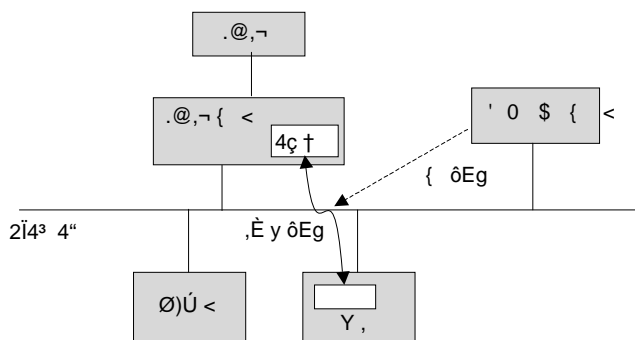 .@,¬
.@,¬ {   <
4ç †
'  0  $  {   <
{   ôEg
2Ï4³  4“
,È y ôEg
Ø)Ú <
Y ,